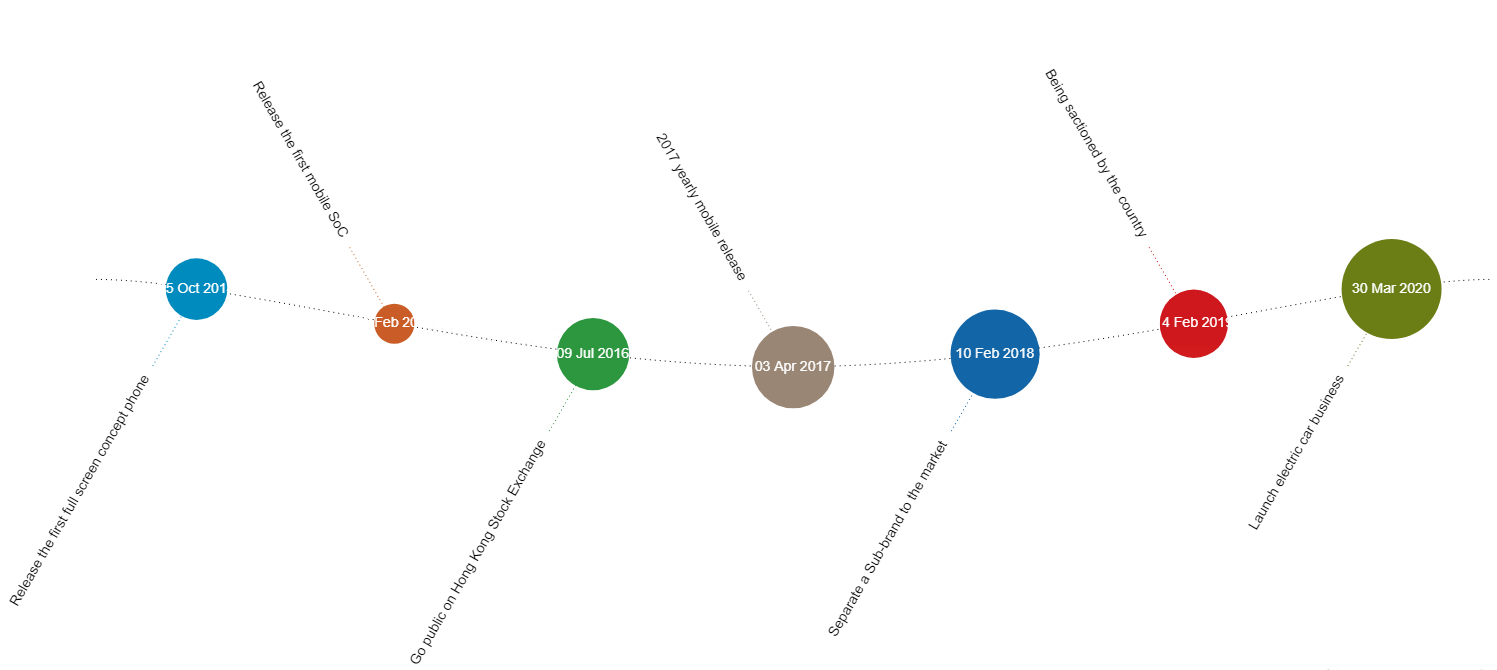 Release the first full screen concept phone
5 Oct 201
Release the first mobile SoC
Feb 20
Go public on Hong Kong Stock Exchange
09 Jul 2016
2017 yearly mobile release
03 Apr 2017
Separate a Sub-brand to the market
10 Feb 2018
Being sactioned by the country
4 Feb 2019
Launch electric car business
30 Mar 2020